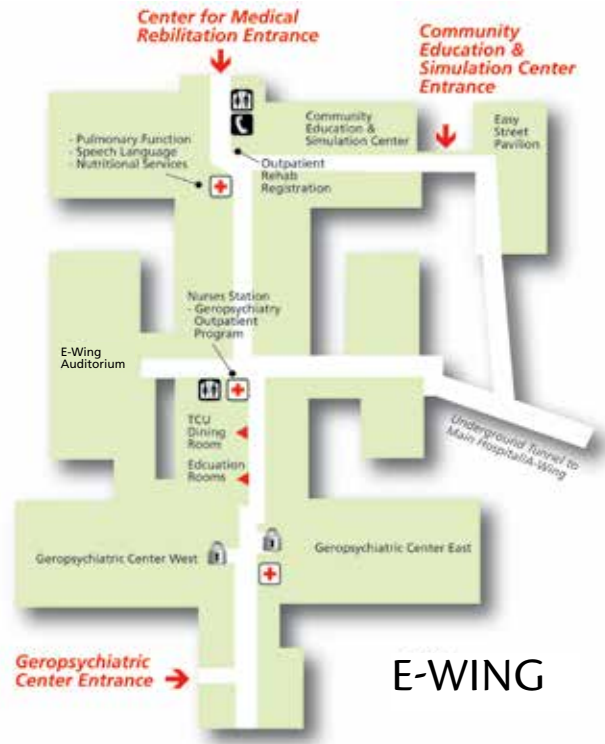 Center for Medical
Rebilitation Entrance
Community
Education &
Simulation Center
Entrance
- Pulmonary Function
- Speech Language
- Nutritional Services
Community
Education &
Simulation Center
Easy
Street
Pavilion
Outpatient
Rehab
Registration
Nurses Station
- Geropsychiatry
Outpatient
Program
E-Wing
Auditorium
TCU
Dining
Room
Edcuation
Rooms
Underground Tunnel to
Main Hospital/A-Wing
Geropsychiatric Center West
Geropsychiatric Center East
Geropsychiatric
Center Entrance
E-WING